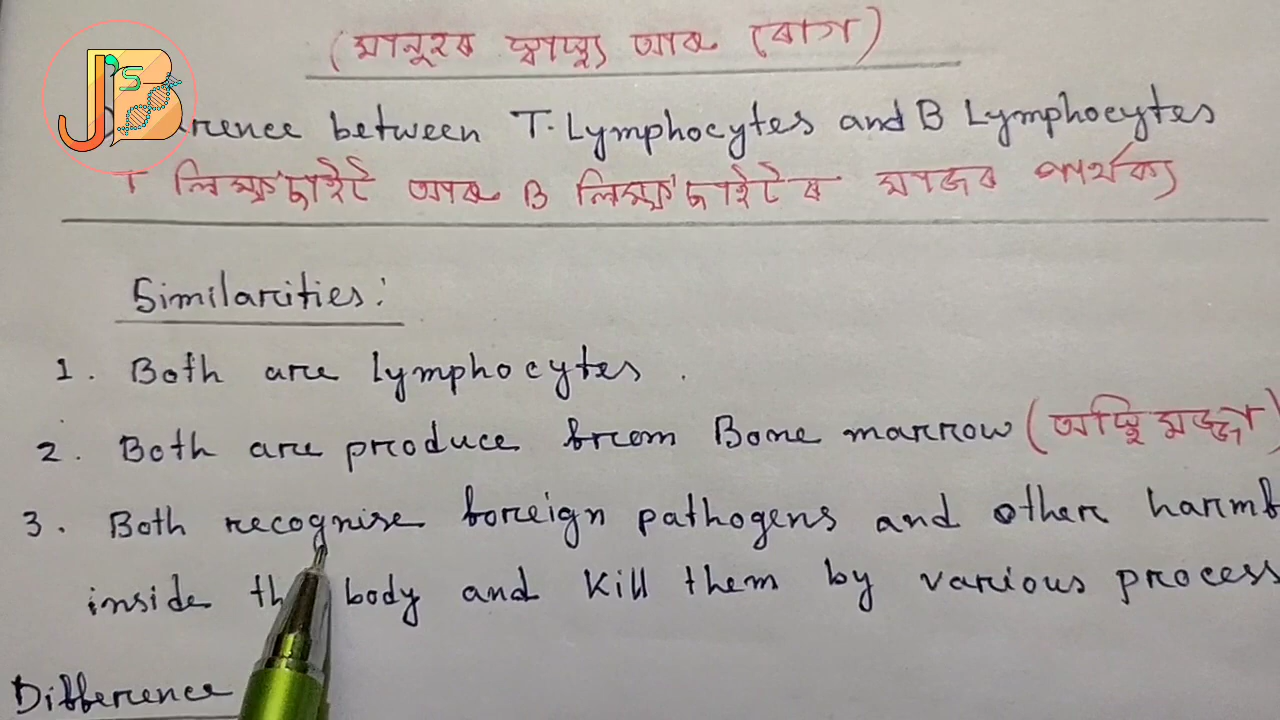 (মানুহৰ স্বাস্থ্য আৰু ৰোগ)
J's B
rence between T. Lymphocytes and B Lymphocytes
T লিম্ফ'ছাইট আৰু B লিম্ফ'ছাইটৰ মাজৰ পাৰ্থক্য
Similarities:
1. Both are lymphocytes.
2. Both are produce from Bone marrow (অস্থি মজ্জা)
3. Both recognise foreign pathogens and other harmf
inside th body and kill them by various process
Difference